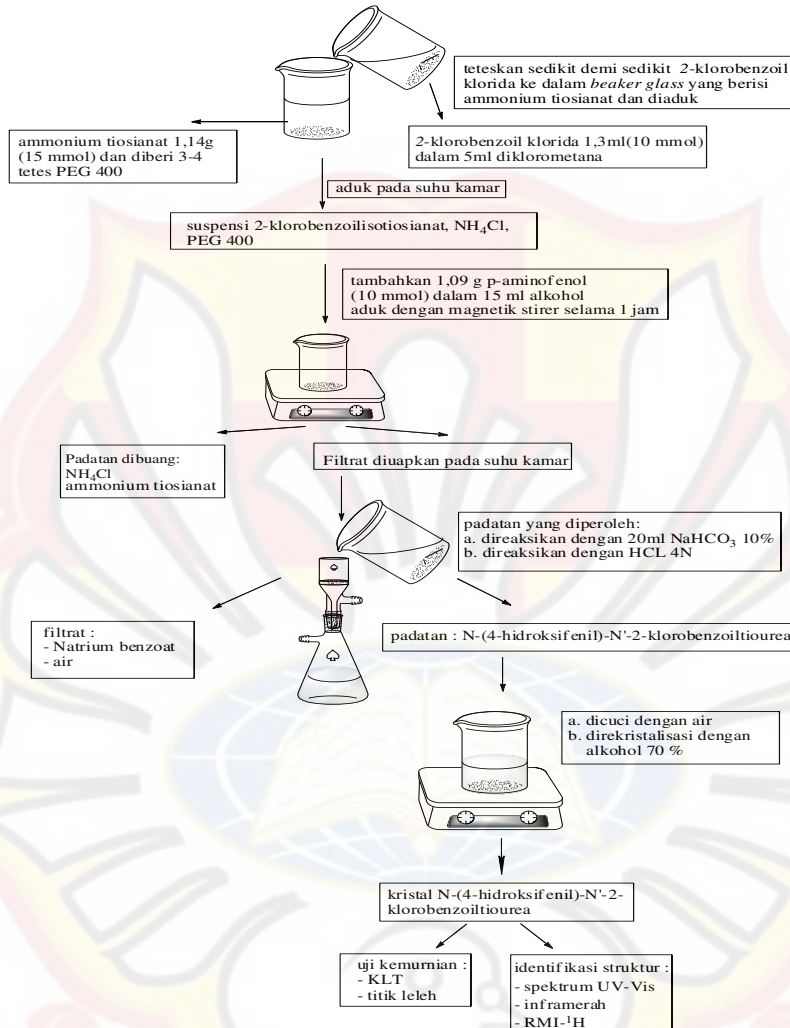 teteskan sedikit demi sedikit 2-klorobenzoil
klorida ke dalam beaker glass yang berisi
ammonium tiosianat dan diaduk
ammonium tiosianat 1,14g
(15 mmol) dan diberi 3-4
tetes PEG 400
2-klorobenzoil klorida 1,3ml(10 mmol)
dalam 5ml diklorometana
aduk pada suhu kamar
suspensi 2-klorobenzoilisotiosianat, NH₄Cl,
PEG 400
tambahkan 1,09 g p-aminofenol
(10 mmol) dalam 15 ml alkohol
aduk dengan magnetik stirer selama 1 jam
Padatan dibuang:
NH₄Cl
ammonium tiosianat
Filtrat diuapkan pada suhu kamar
padatan yang diperoleh:
a. direaksikan dengan 20ml NaHCO₃ 10%
b. direaksikan dengan HCL 4N
filtrat :
- Natrium benzoat
- air
padatan : N-(4-hidroksifenil)-N'-2-klorobenzoiltiourea
a. dicuci dengan air
b. direkristalisasi dengan
alkohol 70 %
kristal N-(4-hidroksifenil)-N'-2-
klorobenzoiltiourea
uji kemurnian :
- KLT
- titik leleh
identifikasi struktur :
- spektrum UV-Vis
- inframerah
- RMI-¹H